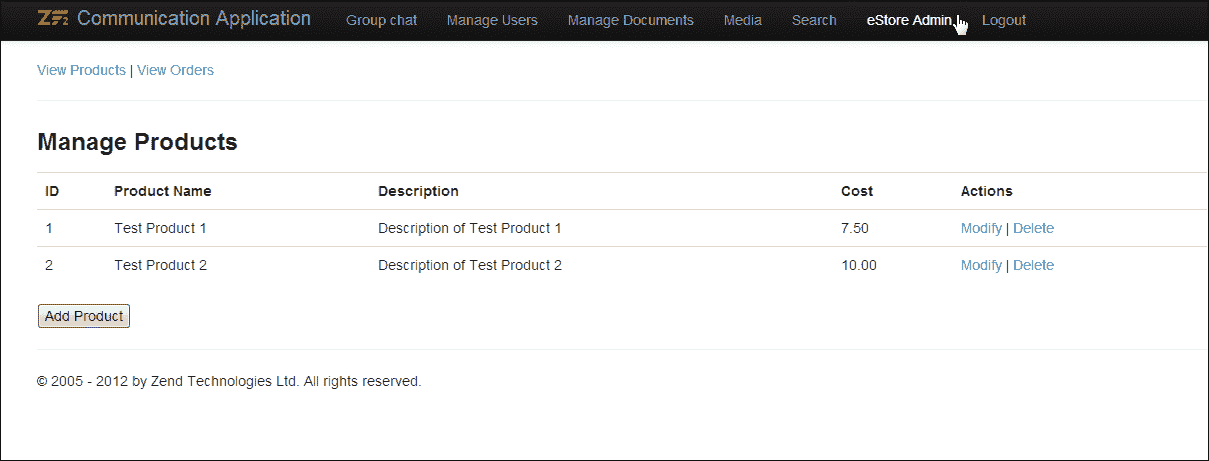 ZF2 Communication Application Group chat Manage Users Manage Documents Media Search eStore Admin Logout
View Products | View Orders
Manage Products
ID Product Name Description Cost Actions
1 Test Product 1 Description of Test Product 1 7.50 Modify | Delete
2 Test Product 2 Description of Test Product 2 10.00 Modify | Delete
Add Product
© 2005 - 2012 by Zend Technologies Ltd. All rights reserved.